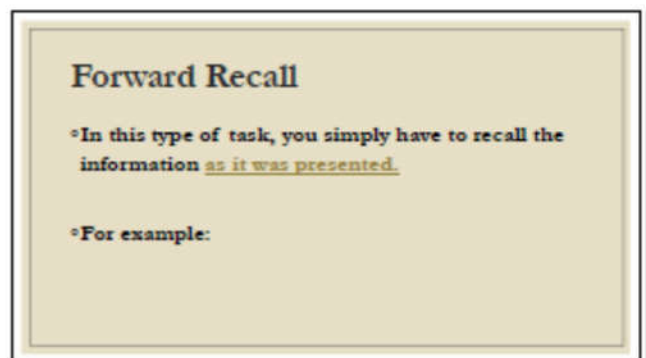 Forward Recall
°In this type of task, you simply have to recall the
information as it was presented.
°For example: